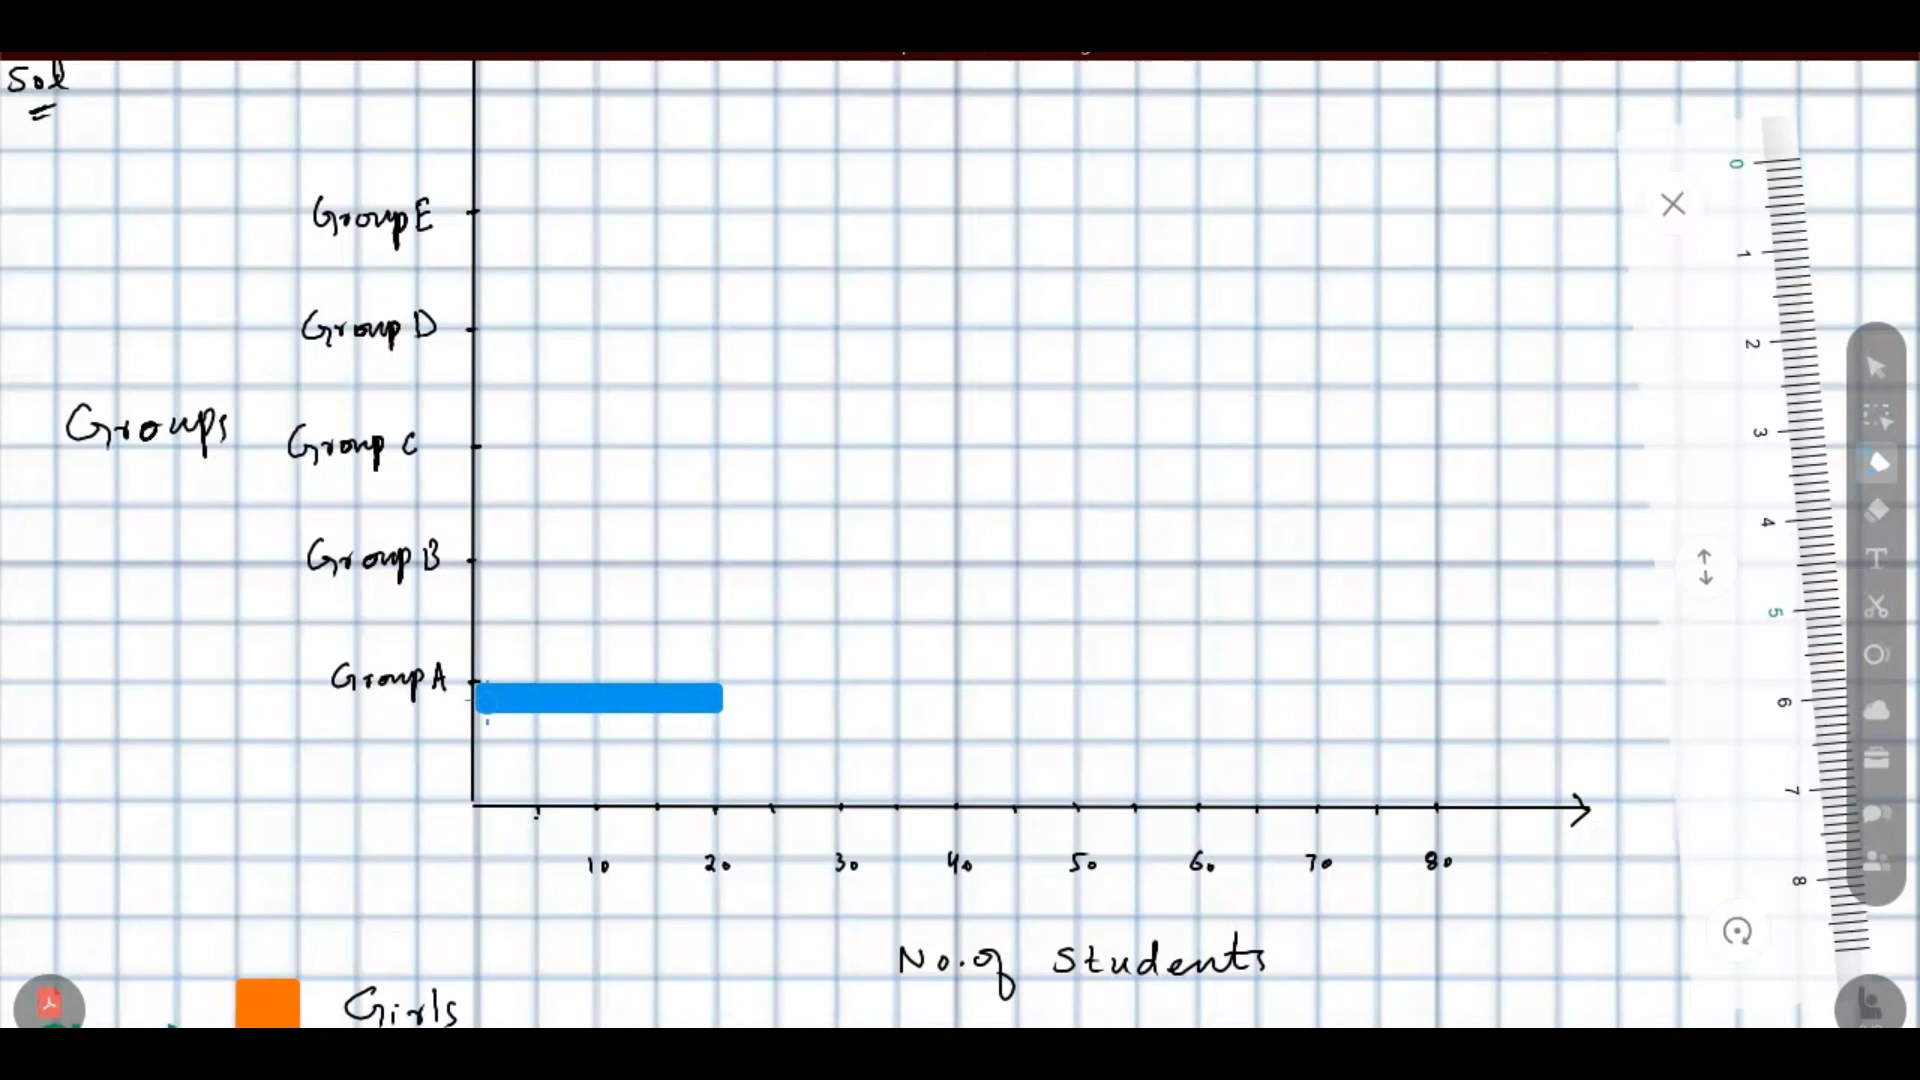 Sol
Group E
Group D
Groups
Group C
Group B
Group A
10 20 30 40 50 60 70 80
No. of Students
Girls
0
1
2
3
4
5
6
7
8
T